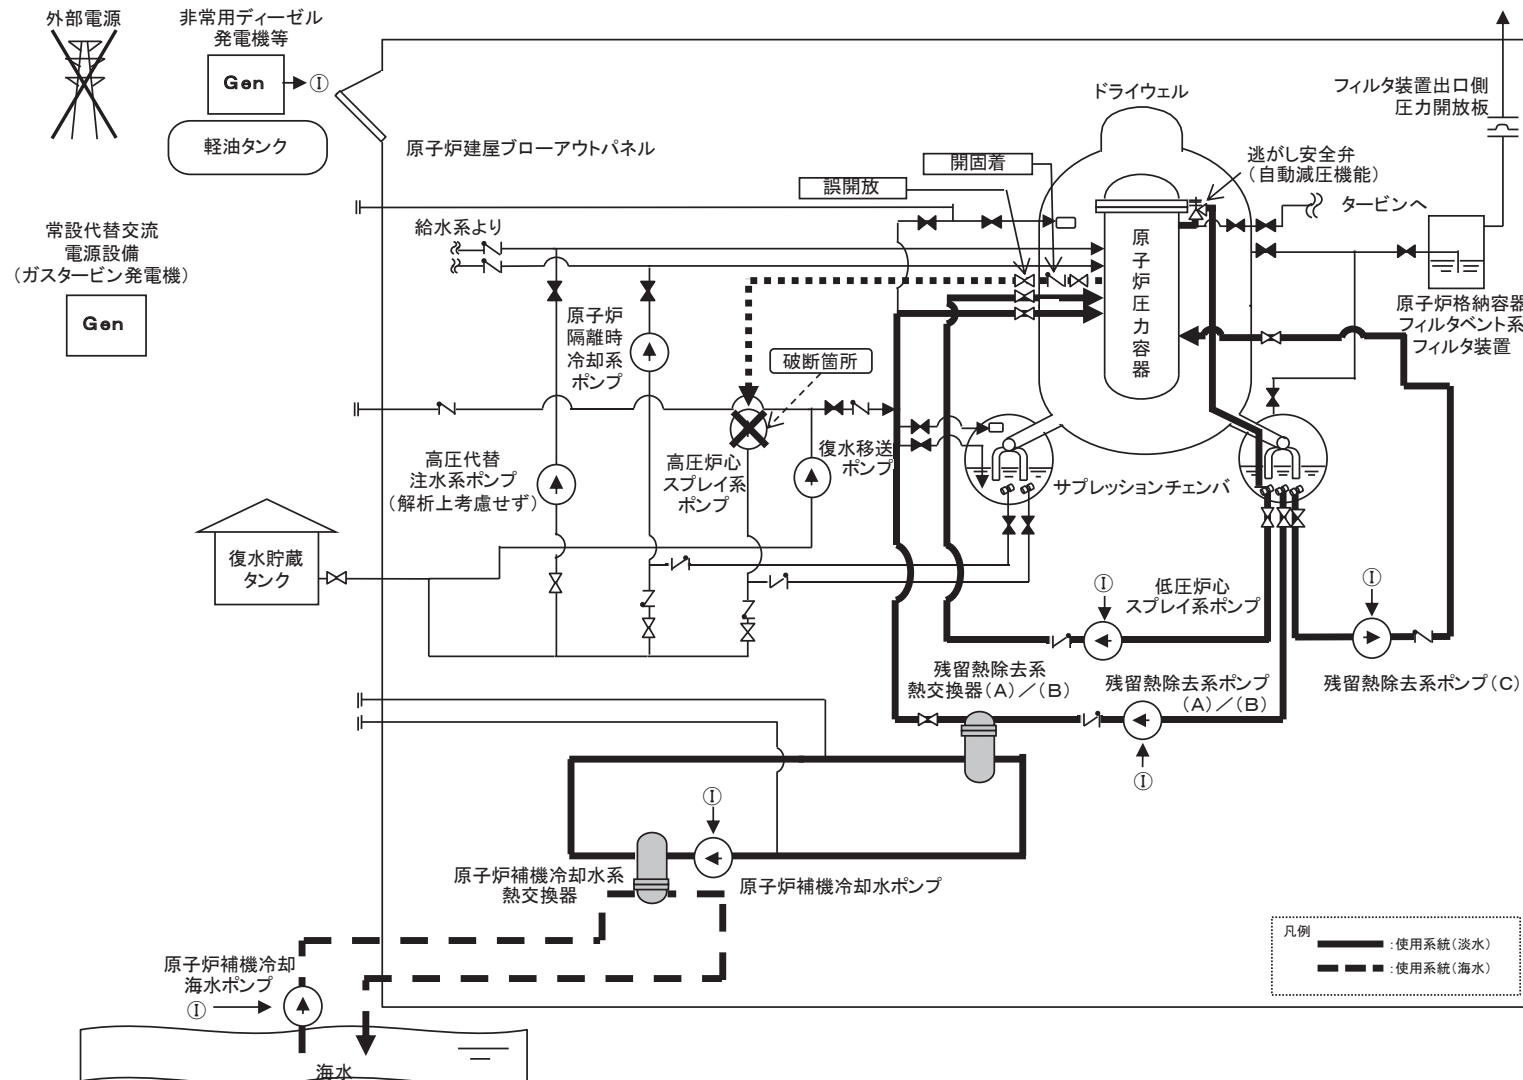 外部電源
非常用ディーゼル
発電機等
Gen
Ⓘ
軽油タンク
原子炉建屋ブローアウトパネル
常設代替交流
電源設備
（ガスタービン発電機）
Gen
給水系より
誤開放
開固着
ドライウェル
逃がし安全弁
（自動減圧機能）
タービンへ
フィルタ装置出口側
圧力開放板
原子炉格納容器
フィルタベント系
フィルタ装置
原子炉圧力容器
原子炉
隔離時
冷却系
ポンプ
破断箇所
高圧代替
注水系ポンプ
（解析上考慮せず）
高圧炉心
スプレイ系
ポンプ
復水移送
ポンプ
サプレッションチェンバ
復水貯蔵
タンク
Ⓘ
低圧炉心
スプレイ系ポンプ
Ⓘ
残留熱除去系
熱交換器（A）／（B）
残留熱除去系ポンプ
（A）／（B）
残留熱除去系ポンプ（C）
Ⓘ
Ⓘ
原子炉補機冷却水系
熱交換器
原子炉補機冷却水ポンプ
原子炉補機冷却
海水ポンプ
Ⓘ
海水
凡例
：使用系統（淡水）
：使用系統（海水）